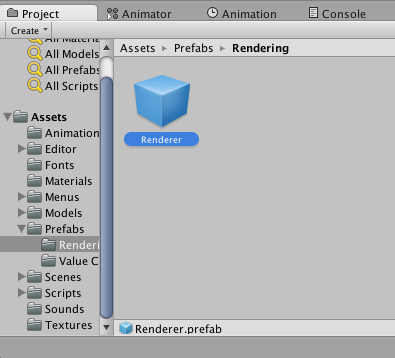 Project
Animator
Animation
Console
Create
Assets ▸ Prefabs ▸ Rendering
All Materia
All Models
All Prefabs
All Scripts
Assets
Animation
Editor
Fonts
Materials
Menus
Models
Prefabs
Renderi
Value C
Scenes
Scripts
Sounds
Textures
Renderer
Renderer.prefab